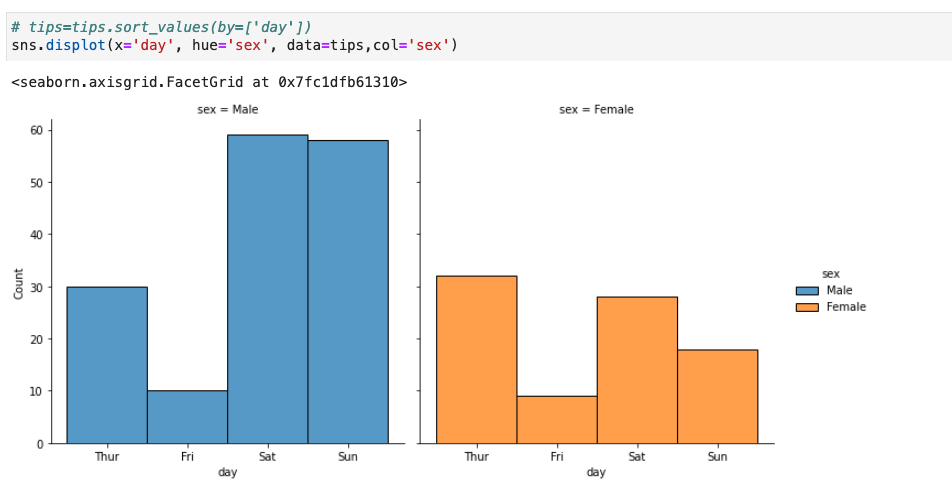 # tips=tips.sort_values(by=['day'])
sns.displot(x='day', hue='sex', data=tips,col='sex')
<seaborn.axisgrid.FacetGrid at 0x7fc1dfb61310>
sex = Male
sex = Female
60
50
40
30
20
10
0
Count
Thur Fri Sat Sun
day
Thur Fri Sat Sun
day
sex
Male
Female